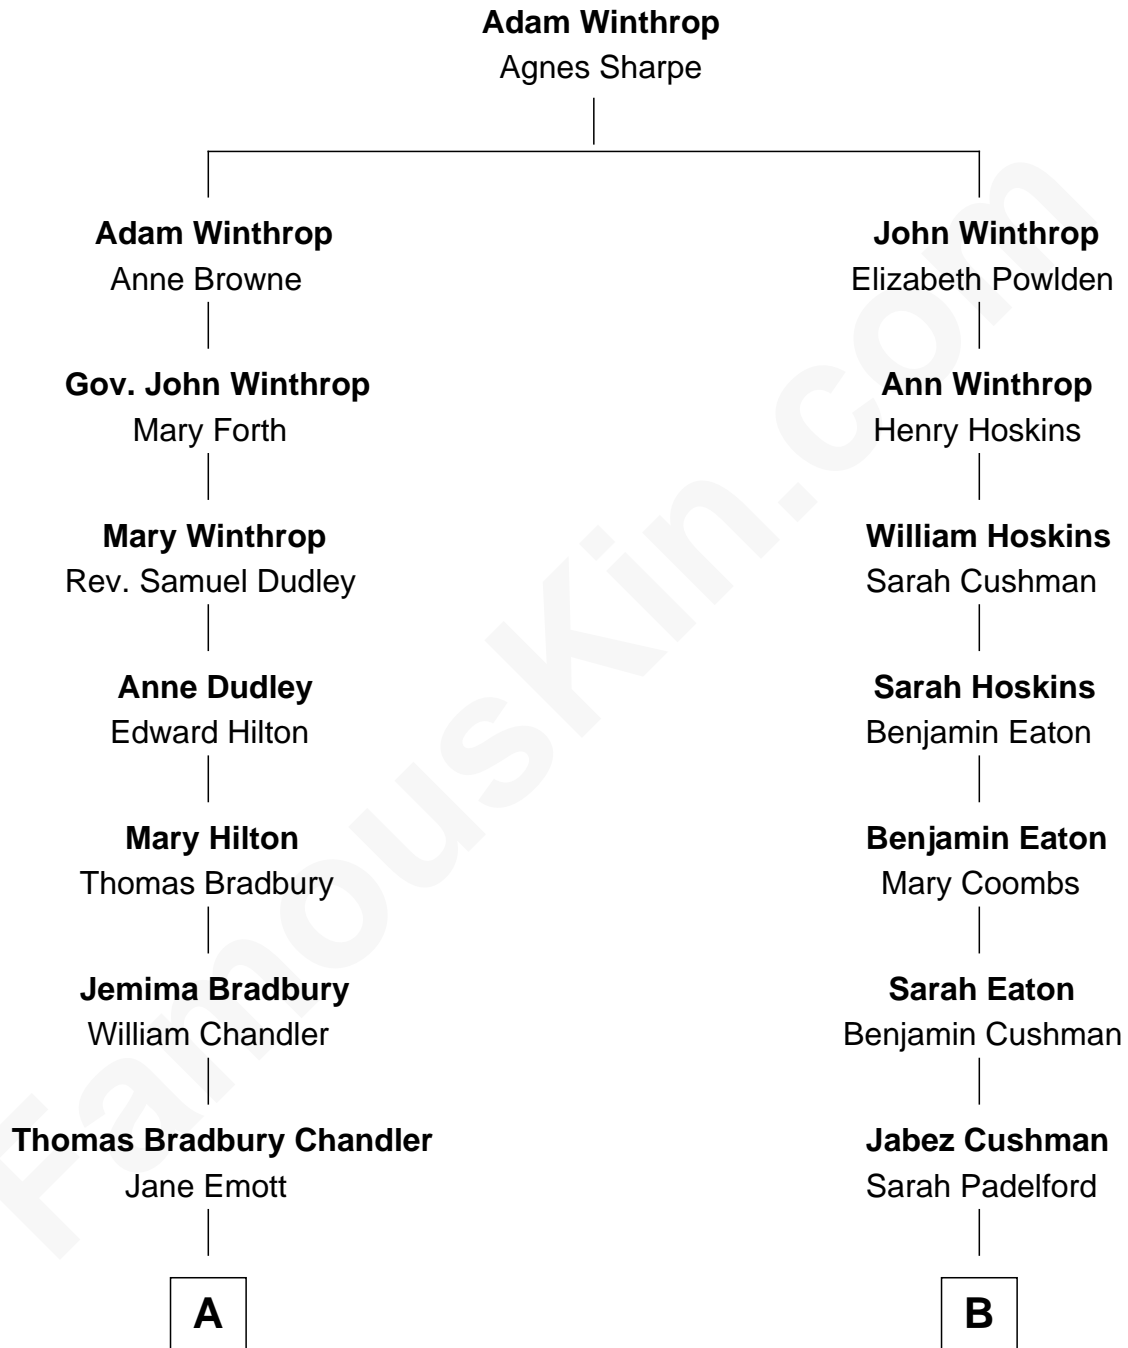 Adam Winthrop
Agnes Sharpe
Adam Winthrop
Anne Browne
John Winthrop
Elizabeth Powlden
Gov. John Winthrop
Mary Forth
Ann Winthrop
Henry Hoskins
Mary Winthrop
Rev. Samuel Dudley
William Hoskins
Sarah Cushman
Anne Dudley
Edward Hilton
Sarah Hoskins
Benjamin Eaton
Mary Hilton
Thomas Bradbury
Benjamin Eaton
Mary Coombs
Jemima Bradbury
William Chandler
Sarah Eaton
Benjamin Cushman
Thomas Bradbury Chandler
Jane Emott
Jabez Cushman
Sarah Padelford
A
B
FamousKin.com